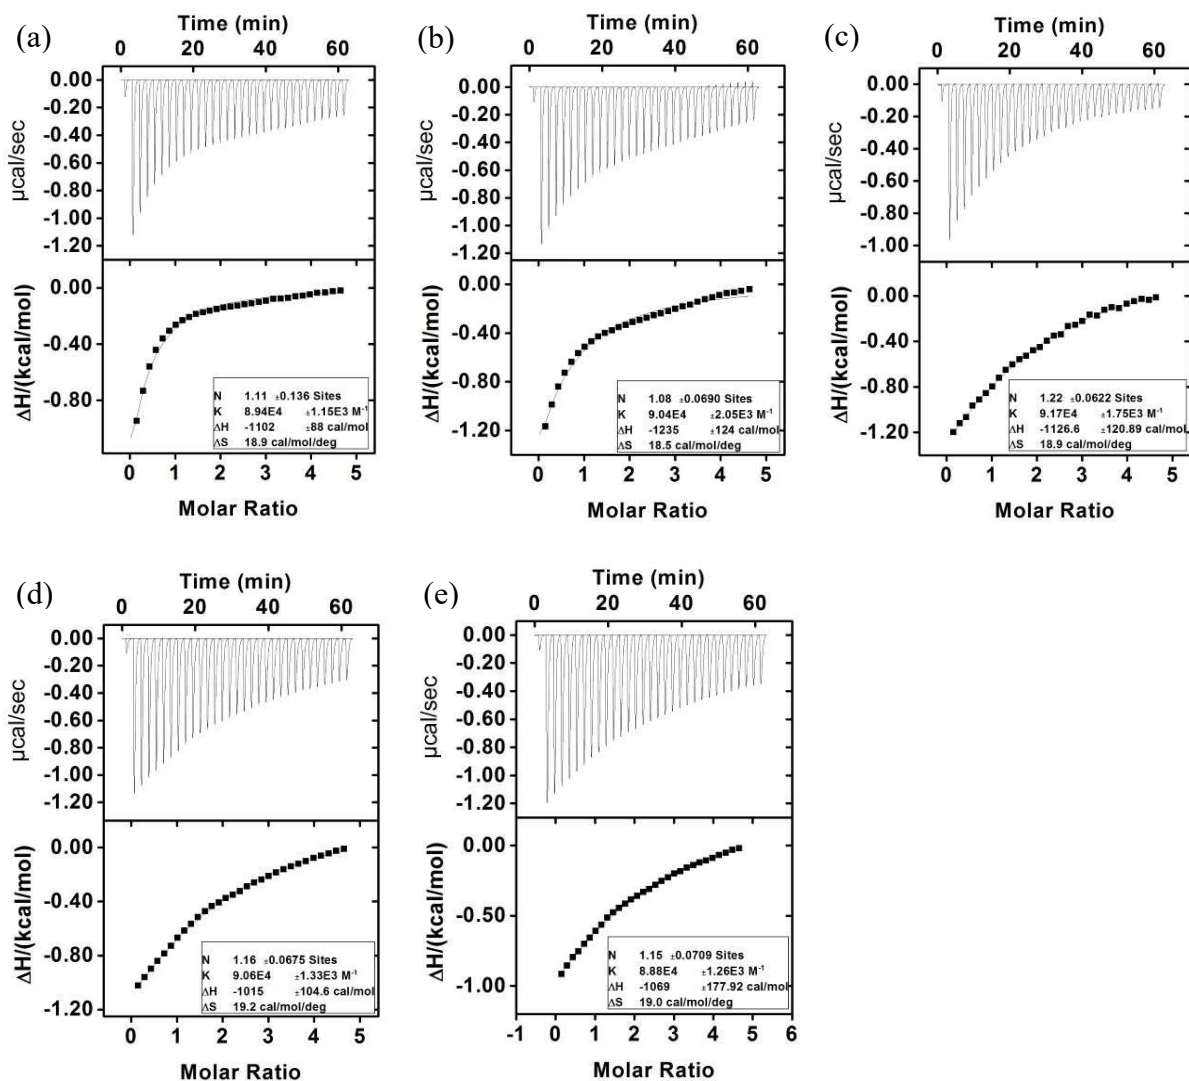 (a)
Time (min)
0 20 40 60
0.00
-0.20
-0.40
-0.60
-0.80
-1.00
-1.20
µcal/sec
0.00
-0.40
-0.80
ΔH/(kcal/mol)
N 1.11 ±0.136 Sites
K 8.94E4 ±1.15E3 M⁻¹
ΔH -1102 ±88 cal/mol
ΔS 18.9 cal/mol/deg
0 1 2 3 4 5
Molar Ratio
(b)
Time (min)
0 20 40 60
0.00
-0.20
-0.40
-0.60
-0.80
-1.00
-1.20
µcal/sec
0.00
-0.40
-0.80
-1.20
ΔH/(kcal/mol)
N 1.08 ±0.0690 Sites
K 9.04E4 ±2.05E3 M⁻¹
ΔH -1235 ±124 cal/mol
ΔS 18.5 cal/mol/deg
0 1 2 3 4 5
Molar Ratio
(c)
Time (min)
0 20 40 60
0.00
-0.20
-0.40
-0.60
-0.80
-1.00
µcal/sec
0.00
-0.40
-0.80
-1.20
ΔH/(kcal/mol)
N 1.22 ±0.0622 Sites
K 9.17E4 ±1.75E3 M⁻¹
ΔH -1126.6 ±120.89 cal/mol
ΔS 18.9 cal/mol/deg
0 1 2 3 4 5
Molar Ratio
(d)
Time (min)
0 20 40 60
0.00
-0.20
-0.40
-0.60
-0.80
-1.00
-1.20
µcal/sec
0.00
-0.40
-0.80
-1.20
ΔH/(kcal/mol)
N 1.16 ±0.0675 Sites
K 9.06E4 ±1.33E3 M⁻¹
ΔH -1015 ±104.6 cal/mol
ΔS 19.2 cal/mol/deg
0 1 2 3 4 5
Molar Ratio
(e)
Time (min)
0 20 40 60
0.00
-0.20
-0.40
-0.60
-0.80
-1.00
-1.20
µcal/sec
0.00
-0.50
-1.00
ΔH/(kcal/mol)
N 1.15 ±0.0709 Sites
K 8.88E4 ±1.26E3 M⁻¹
ΔH -1069 ±177.92 cal/mol
ΔS 19.0 cal/mol/deg
-1 0 1 2 3 4 5 6
Molar Ratio